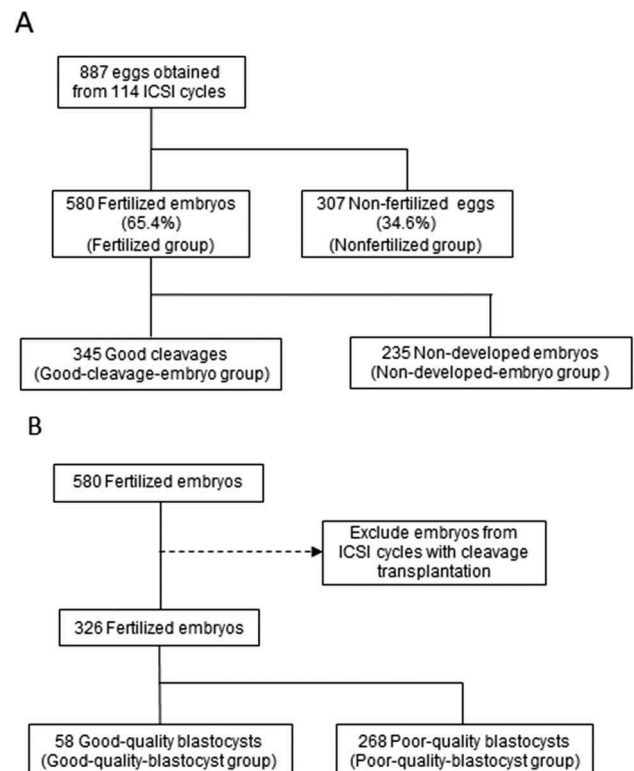 A
887 eggs obtained
from 114 ICSI cycles
580 Fertilized embryos
(65.4%)
(Fertilized group)
307 Non-fertilized eggs
(34.6%)
(Nonfertilized group)
345 Good cleavages
(Good-cleavage-embryo group)
235 Non-developed embryos
(Non-developed-embryo group )
B
580 Fertilized embryos
Exclude embryos from
ICSI cycles with cleavage
transplantation
326 Fertilized embryos
58 Good-quality blastocysts
(Good-quality-blastocyst group)
268 Poor-quality blastocysts
(Poor-quality-blastocyst group)